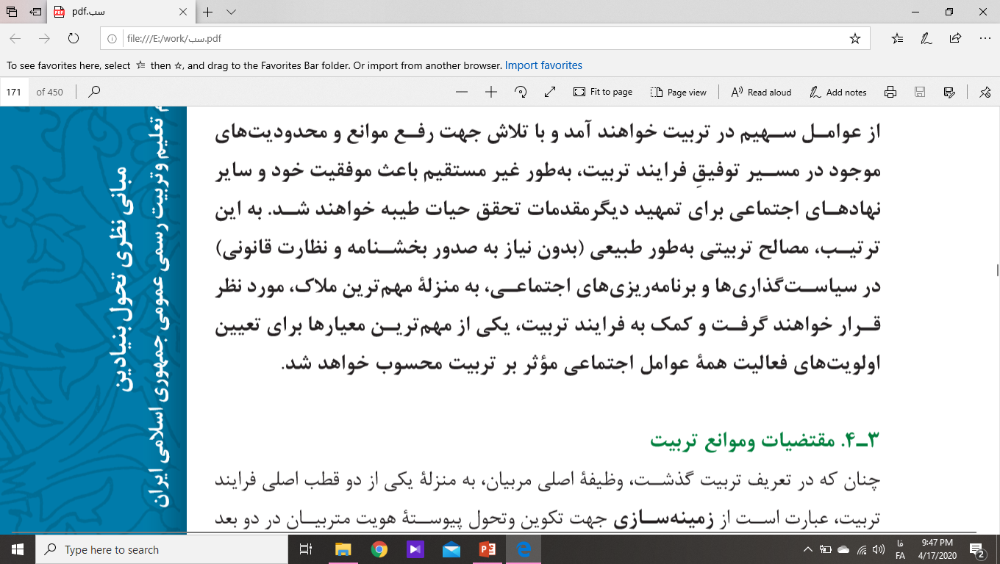 سب.pdf
file:///E:/work/سب.pdf
To see favorites here, select then ☆, and drag to the Favorites Bar folder. Or import from another browser. Import favorites
171 of 450
Fit to page
Page view
Read aloud
Add notes
از عوامل سهیم در تربیت خواهند آمد و با تلاش جهت رفع موانع و محدودیت‌های
موجود در مسیر توفیقِ فرایند تربیت، به‌طور غیر مستقیم باعث موفقیت خود و سایر
نهادهای اجتماعی برای تمهید دیگرمقدمات تحقق حیات طیبه خواهند شد. به این
ترتیب، مصالح تربیتی به‌طور طبیعی (بدون نیاز به صدور بخشنامه و نظارت قانونی)
در سیاست‌گذاری‌ها و برنامه‌ریزی‌های اجتماعی، به منزلهٔ مهم‌ترین ملاک، مورد نظر
قرار خواهند گرفت و کمک به فرایند تربیت، یکی از مهم‌ترین معیارها برای تعیین
اولویت‌های فعالیت همهٔ عوامل اجتماعی مؤثر بر تربیت محسوب خواهد شد.
۳ـ۴. مقتضیات وموانع تربیت
چنان که در تعریف تربیت گذشت، وظیفهٔ اصلی مربیان، به منزلهٔ یکی از دو قطب اصلی فرایند
تربیت، عبارت است از زمینه‌سازی جهت تکوین وتحول پیوستهٔ هویت متربیان در دو بعد
مبانی نظری تحول بنیادین
تعلیم وتربیت رسمی عمومی جمهوری اسلامی ایران
Type here to search
فا
FA
9:47 PM
4/17/2020
2